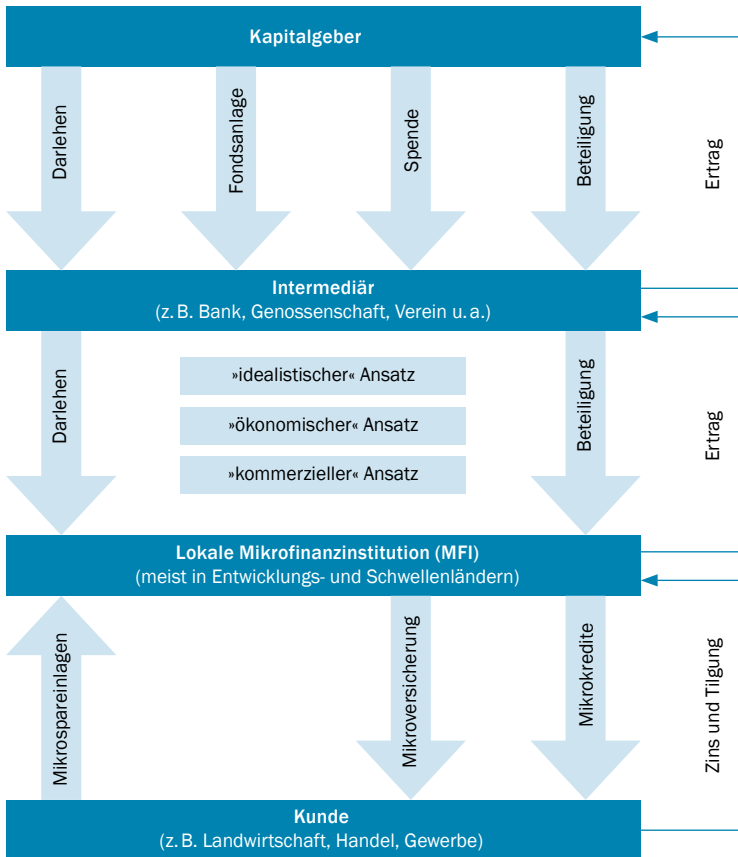 Kapitalgeber
Darlehen
Fondsanlage
Spende
Beteiligung
Ertrag
Intermediär
(z. B. Bank, Genossenschaft, Verein u. a.)
Darlehen
»idealistischer« Ansatz
»ökonomischer« Ansatz
»kommerzieller« Ansatz
Beteiligung
Ertrag
Lokale Mikrofinanzinstitution (MFI)
(meist in Entwicklungs- und Schwellenländern)
Mikrospareinlagen
Mikroversicherung
Mikrokredite
Zins und Tilgung
Kunde
(z. B. Landwirtschaft, Handel, Gewerbe)